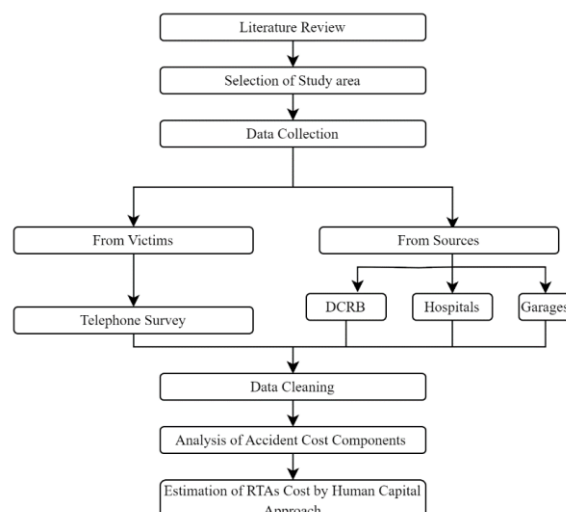 Literature Review
Selection of Study area
Data Collection
From Victims
From Sources
Telephone Survey
DCRB
Hospitals
Garages
Data Cleaning
Analysis of Accident Cost Components
Estimation of RTAs Cost by Human Capital
Approach